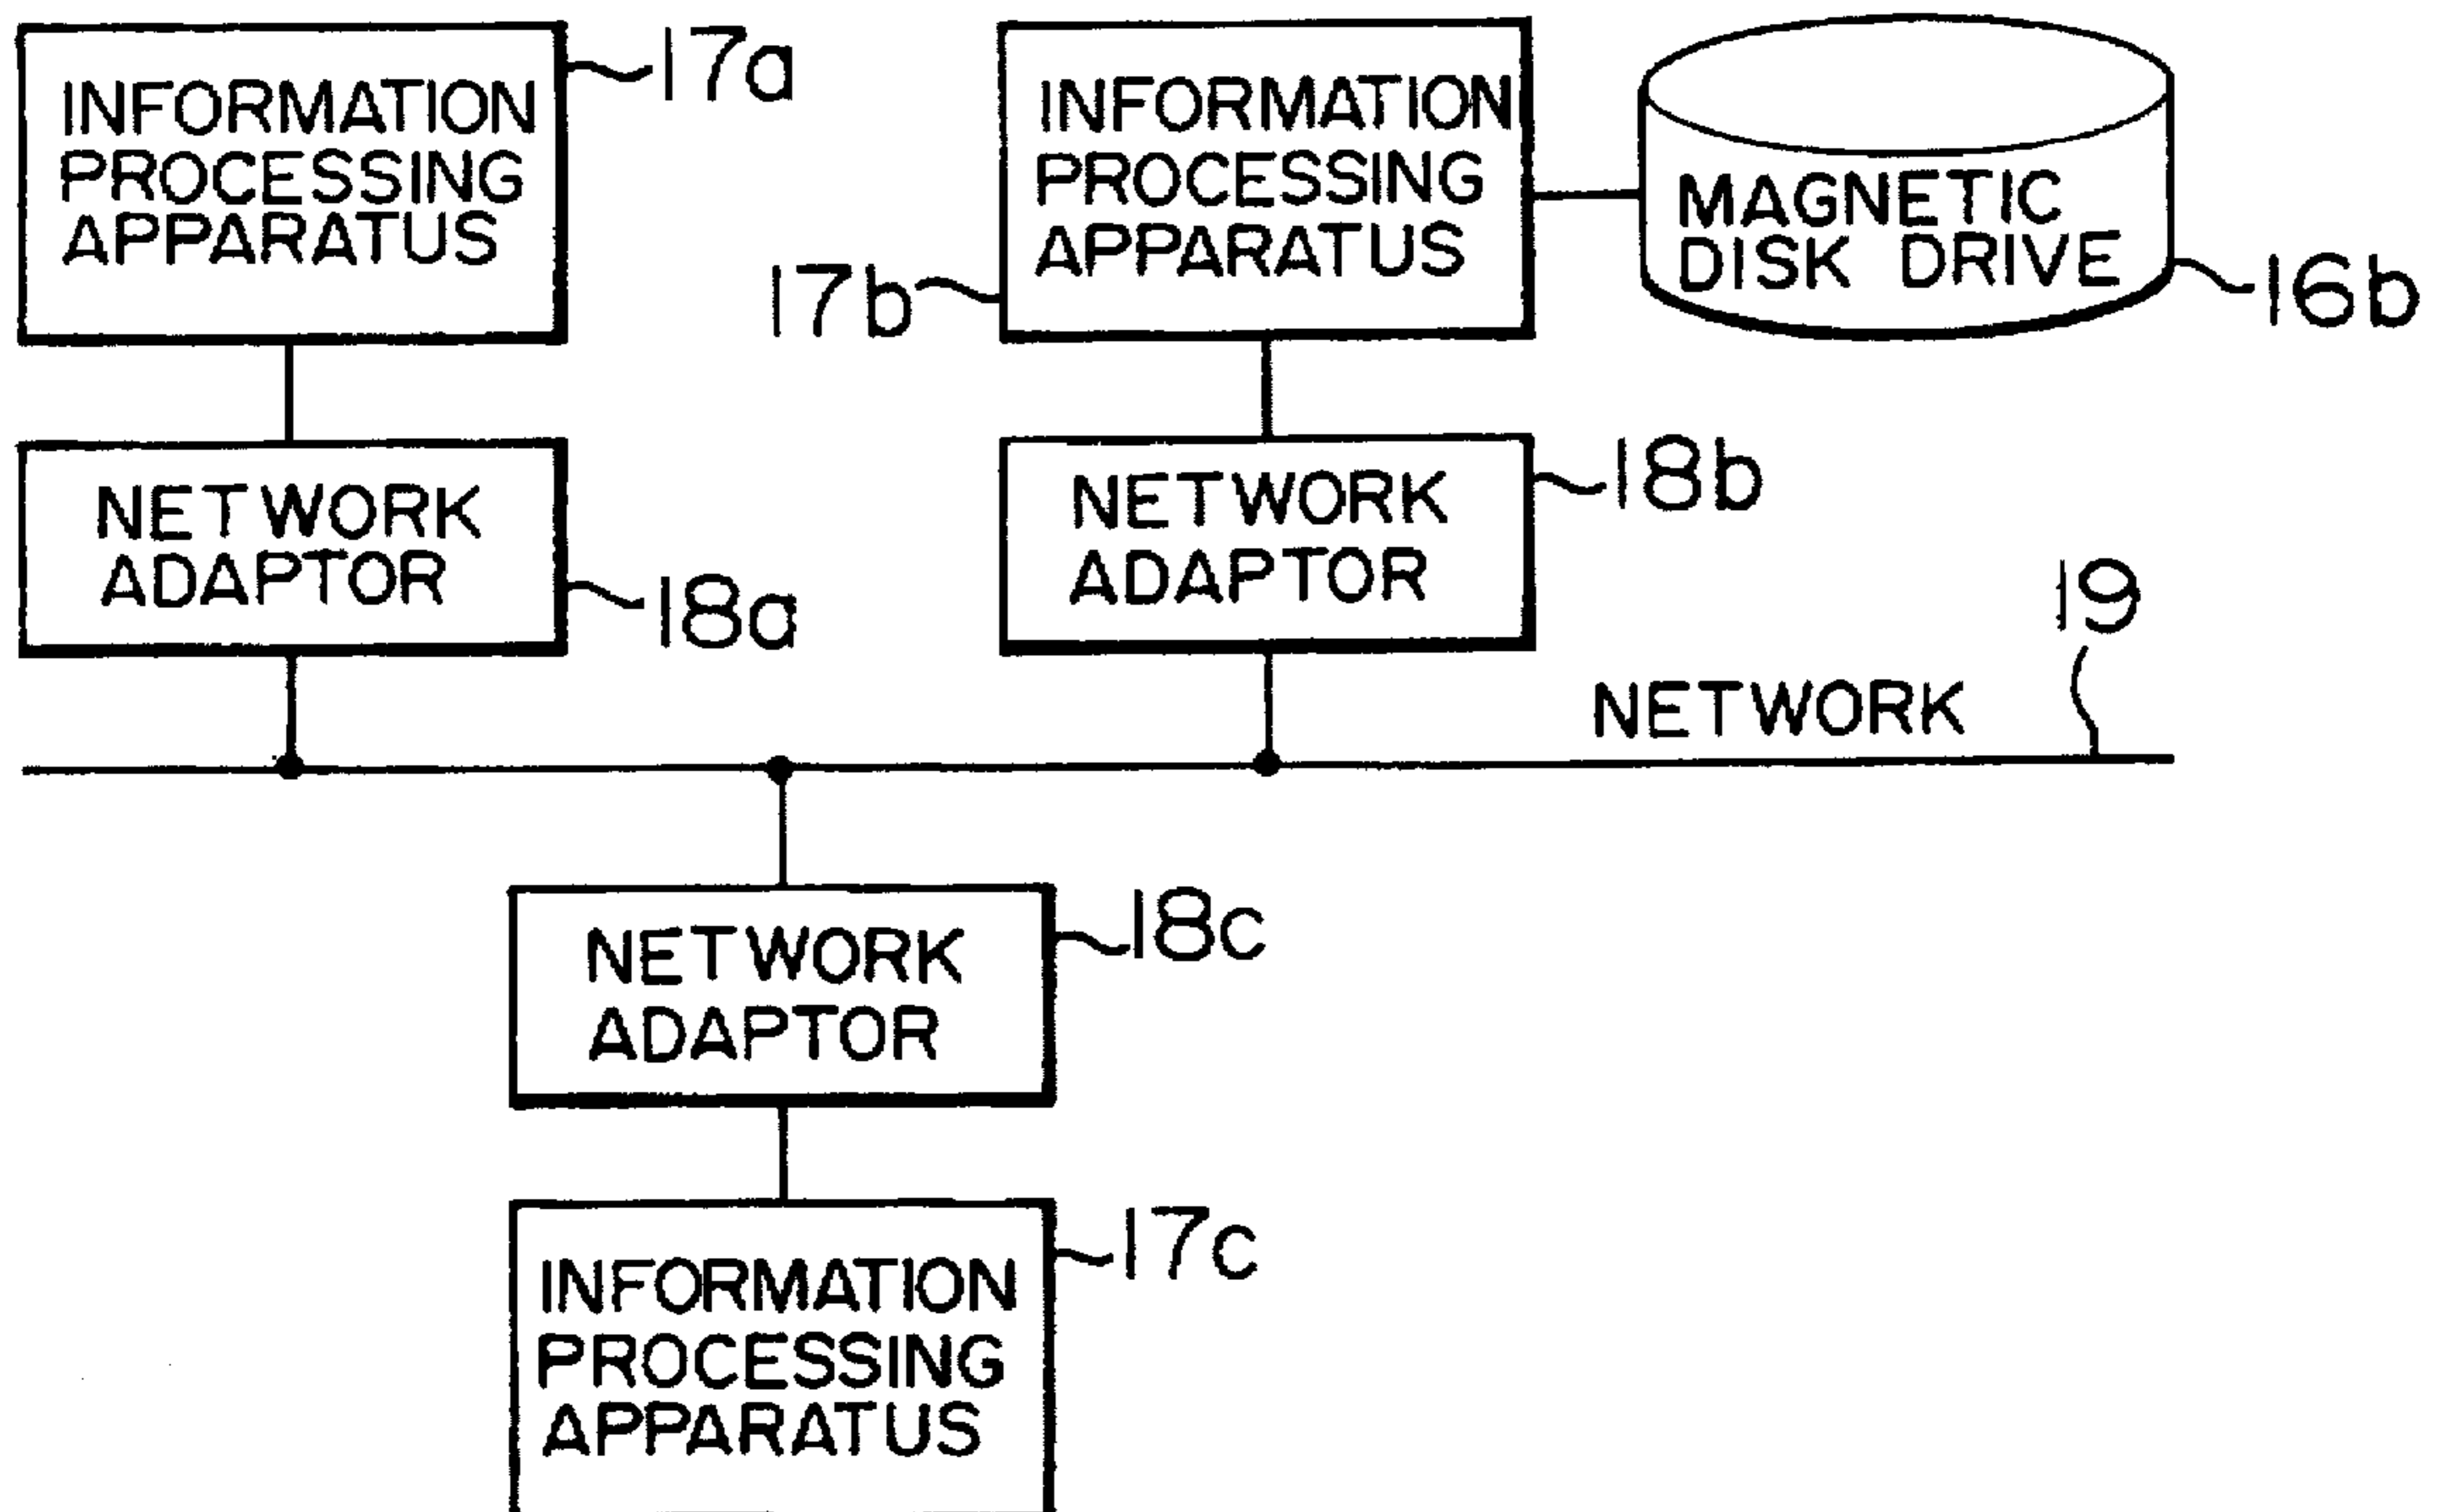 INFORMATION
PROCESSING
APPARATUS
17a
INFORMATION
PROCESSING
APPARATUS
17b
MAGNETIC
DISK DRIVE
16b
NETWORK
ADAPTOR
18a
NETWORK
ADAPTOR
18b
NETWORK
19
NETWORK
ADAPTOR
18c
INFORMATION
PROCESSING
APPARATUS
17c